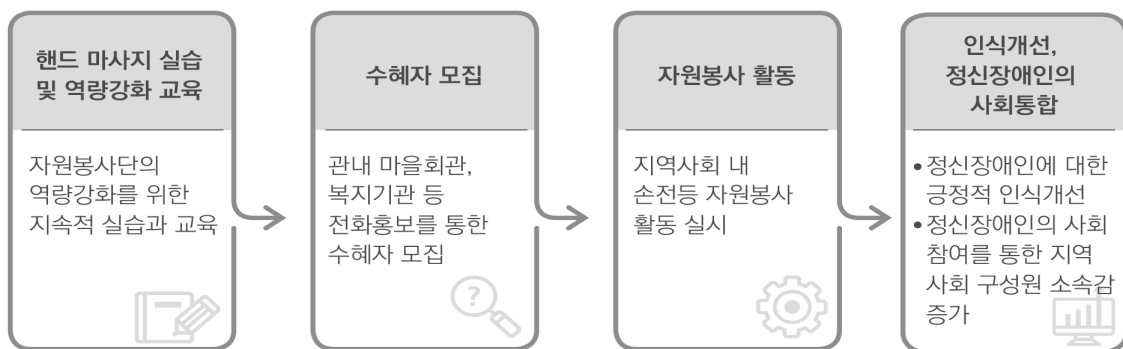 핸드 마사지 실습
및 역량강화 교육
자원봉사단의
역량강화를 위한
지속적 실습과 교육
수혜자 모집
관내 마을회관,
복지기관 등
전화홍보를 통한
수혜자 모집
?
자원봉사 활동
지역사회 내
손전등 자원봉사
활동 실시
인식개선,
정신장애인의
사회통합
•정신장애인에 대한
긍정적 인식개선
•정신장애인의 사회
참여를 통한 지역
사회 구성원 소속감
증가